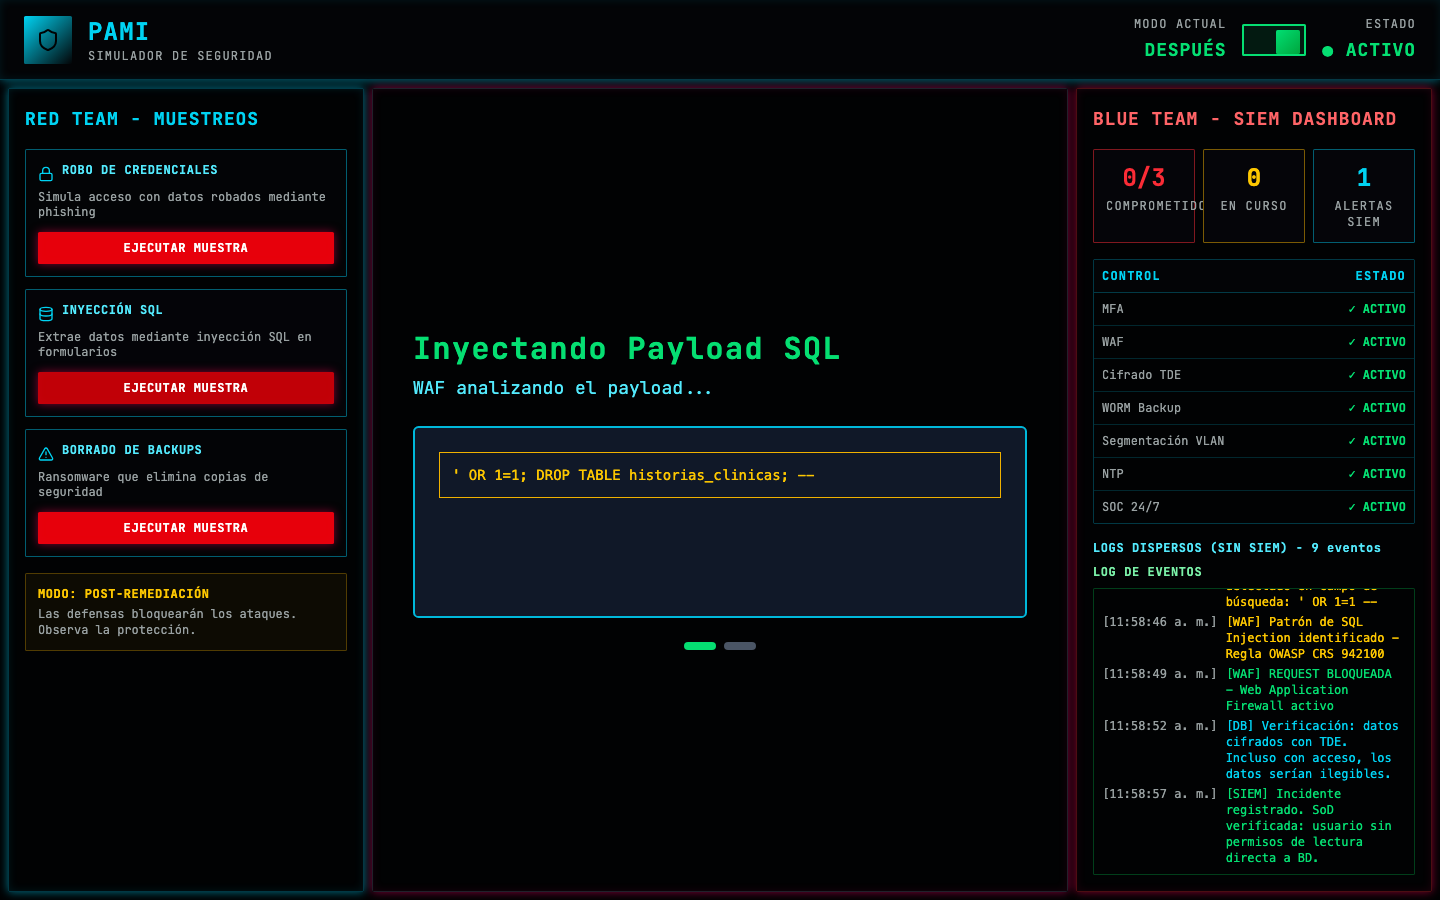 PAMI
SIMULADOR DE SEGURIDAD
MODO ACTUAL
DESPUÉS
ESTADO
● ACTIVO
RED TEAM - MUESTREOS
ROBO DE CREDENCIALES
Simula acceso con datos robados mediante
phishing
EJECUTAR MUESTRA
INYECCIÓN SQL
Extrae datos mediante inyección SQL en
formularios
EJECUTAR MUESTRA
BORRADO DE BACKUPS
Ransomware que elimina copias de
seguridad
EJECUTAR MUESTRA
MODO: POST-REMEDIACIÓN
Las defensas bloquearán los ataques.
Observa la protección.
Inyectando Payload SQL
WAF analizando el payload...
' OR 1=1; DROP TABLE historias_clinicas; --
BLUE TEAM - SIEM DASHBOARD
0/3
COMPROMETIDO
0
EN CURSO
1
ALERTAS
SIEM
CONTROL ESTADO
MFA ✓ ACTIVO
WAF ✓ ACTIVO
Cifrado TDE ✓ ACTIVO
WORM Backup ✓ ACTIVO
Segmentación VLAN ✓ ACTIVO
NTP ✓ ACTIVO
SOC 24/7 ✓ ACTIVO
LOGS DISPERSOS (SIN SIEM) - 9 eventos
LOG DE EVENTOS
búsqueda: ' OR 1=1 --
[11:58:46 a. m.] [WAF] Patrón de SQL
Injection identificado —
Regla OWASP CRS 942100
[11:58:49 a. m.] [WAF] REQUEST BLOQUEADA
— Web Application
Firewall activo
[11:58:52 a. m.] [DB] Verificación: datos
cifrados con TDE.
Incluso con acceso, los
datos serían ilegibles.
[11:58:57 a. m.] [SIEM] Incidente
registrado. SoD
verificada: usuario sin
permisos de lectura
directa a BD.